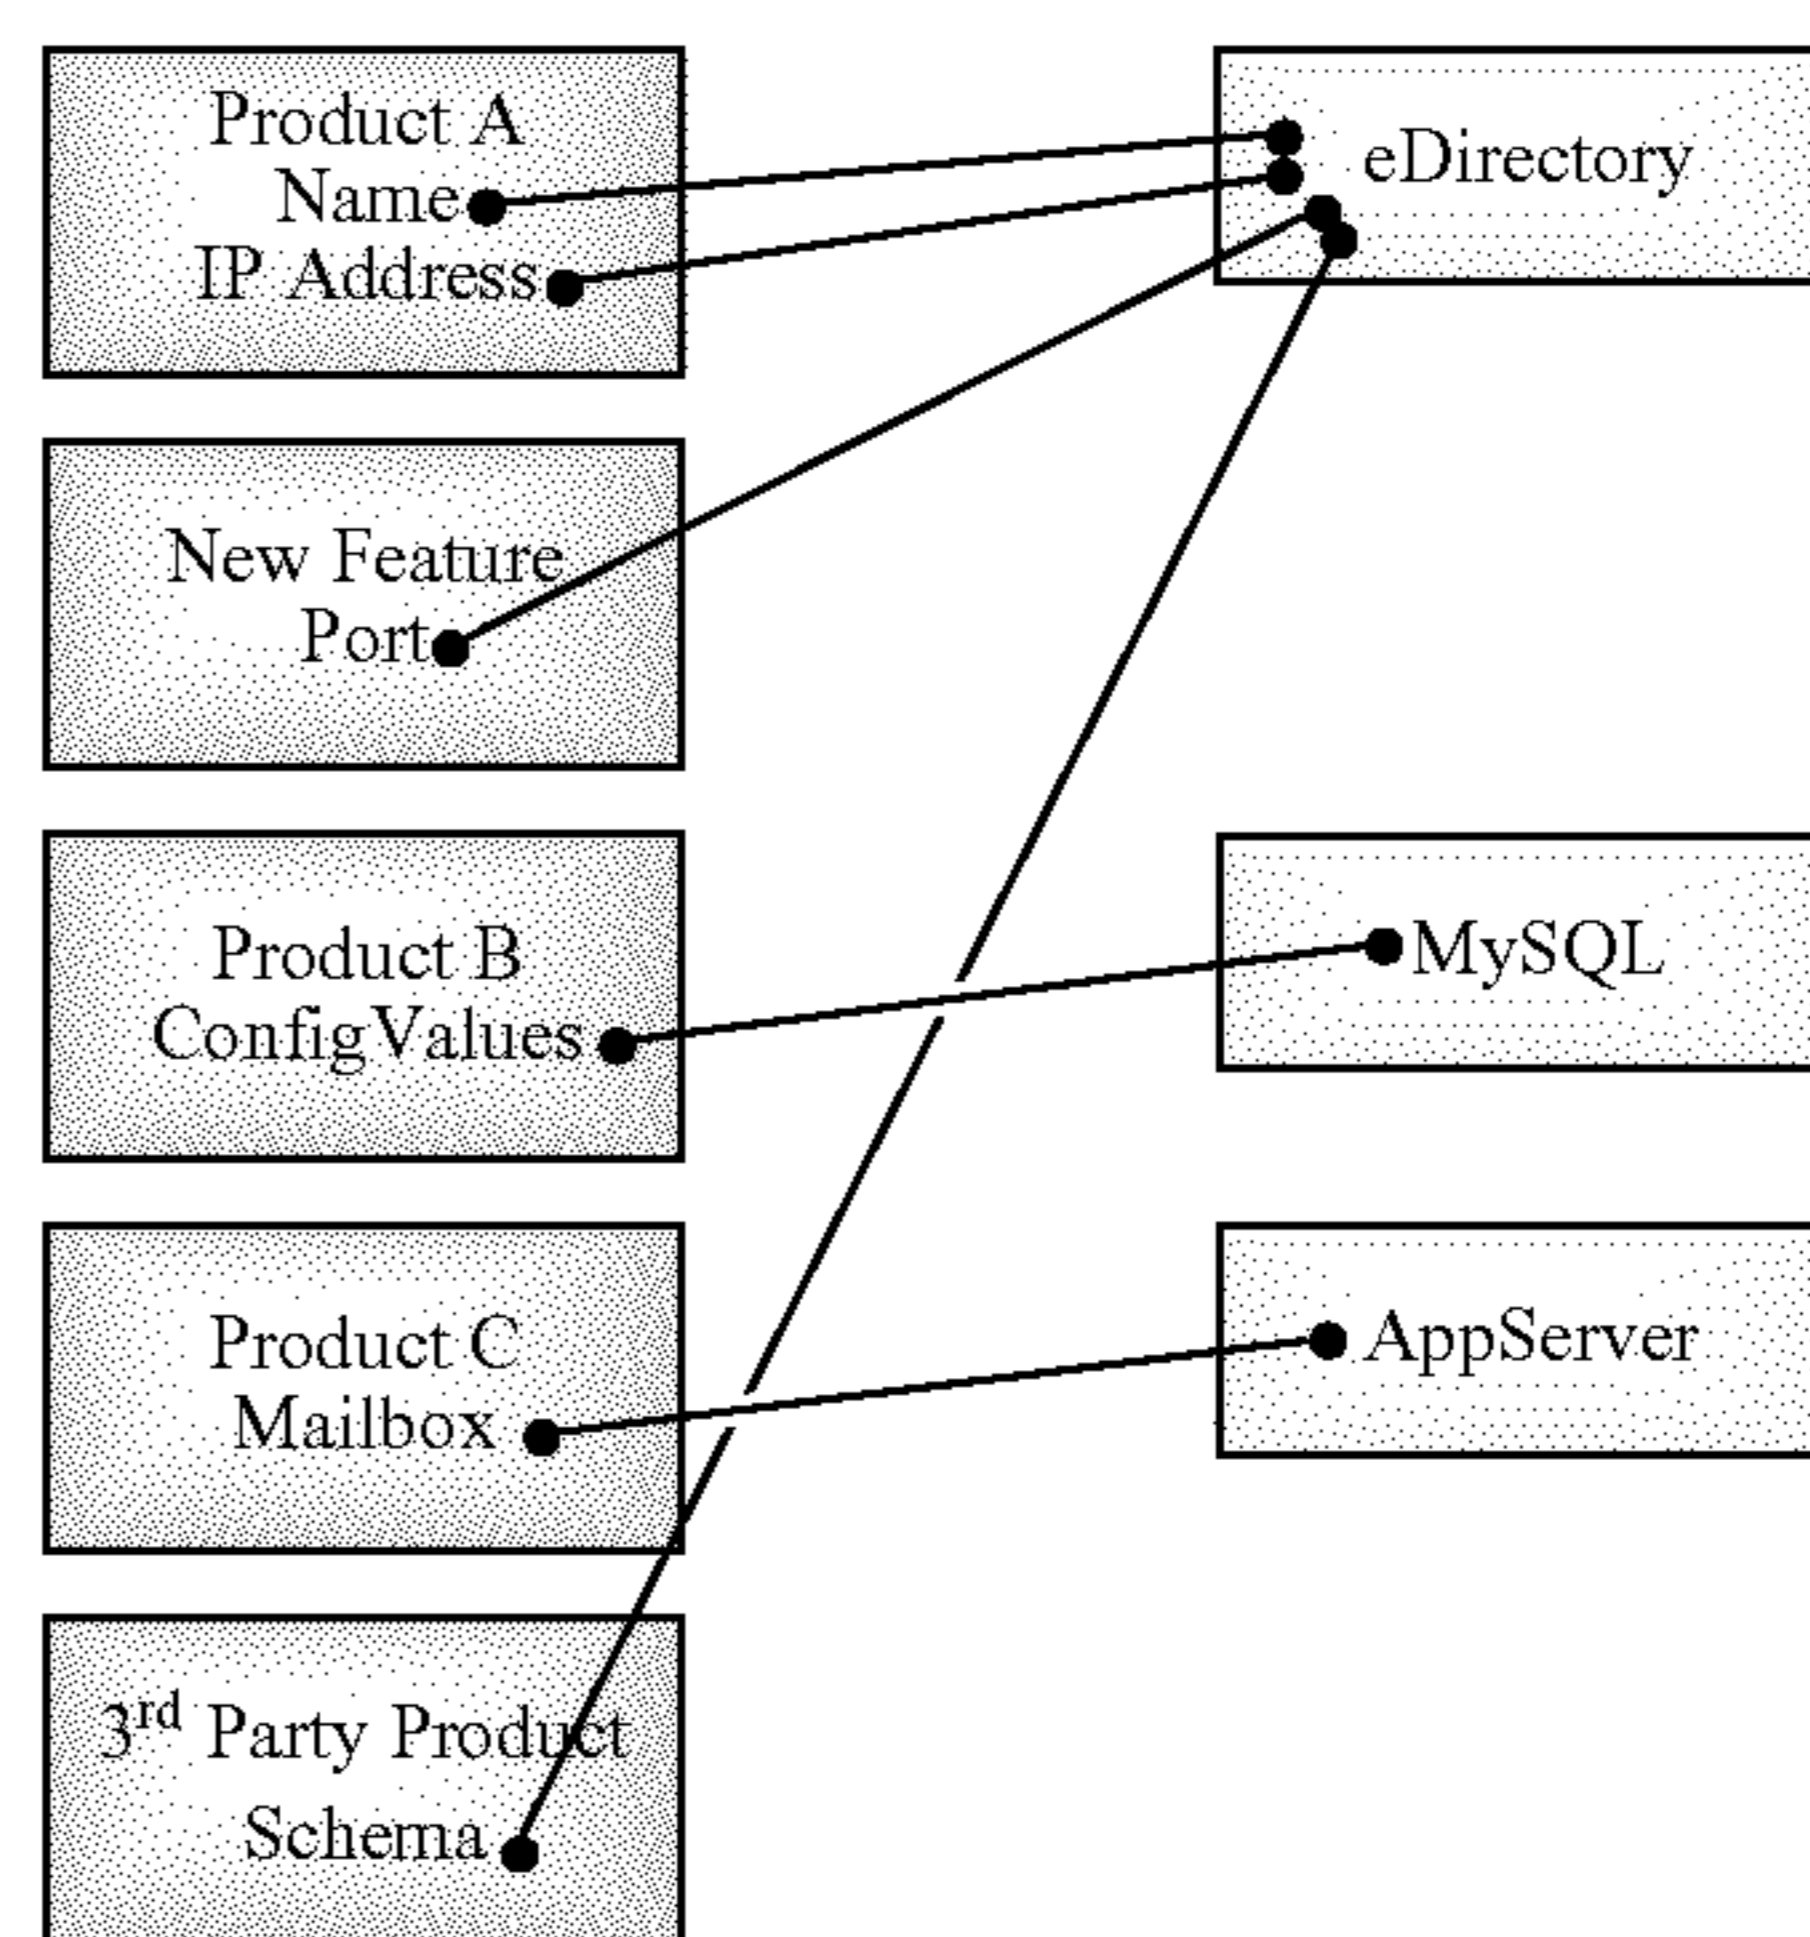 Product A
Name
IP Address
New Feature
Port
Product B
ConfigValues
Product C
Mailbox
3rd Party Product
Schema
eDirectory
MySQL
AppServer